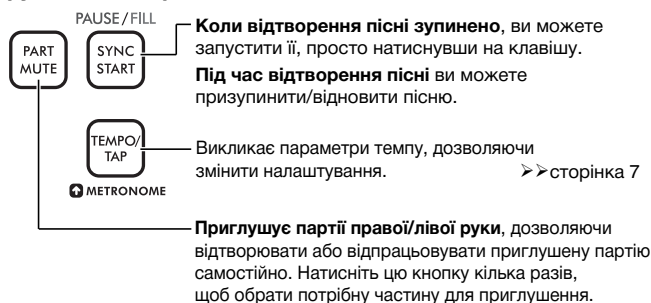 PAUSE/FILL
PART
MUTE
SYNC
START
Коли відтворення пісні зупинено, ви можете
запустити її, просто натиснувши на клавішу.
Під час відтворення пісні ви можете
призупинити/відновити пісню.
TEMPO/
TAP
METRONOME
Викликає параметри темпу, дозволяючи
змінити налаштування. ➢➢сторінка 7
Приглушує партії правої/лівої руки, дозволяючи
відтворювати або відпрацьовувати приглушену партію
самостійно. Натисніть цю кнопку кілька разів,
щоб обрати потрібну частину для приглушення.